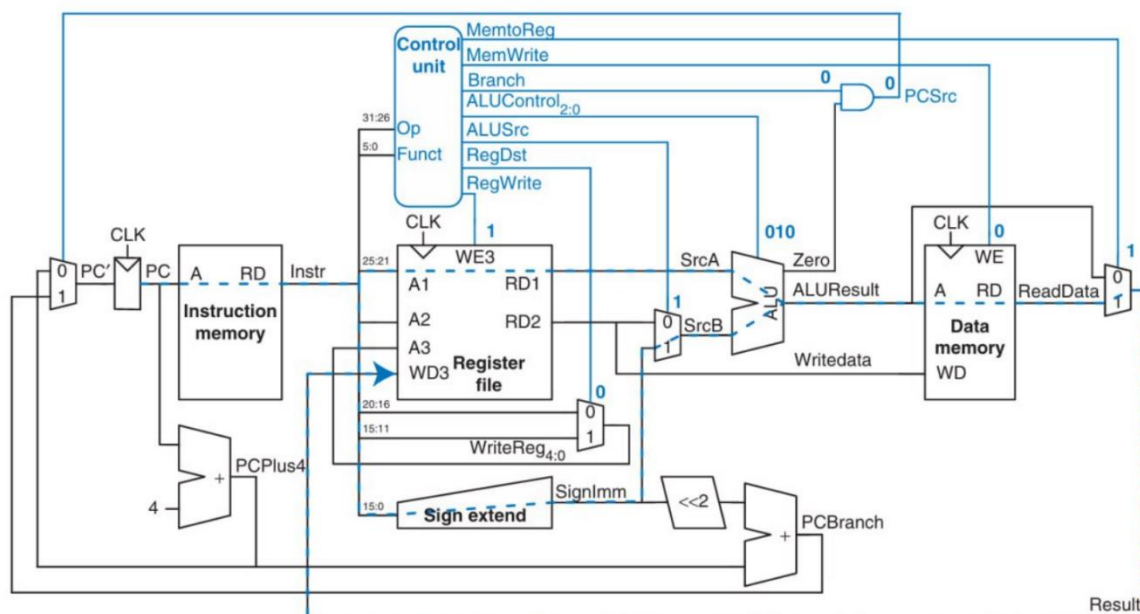 MemtoReg
Control unit
MemWrite
Branch
0
0
PCSrc
ALUControl2:0
31:26
Op
ALUSrc
5:0
Funct
RegDst
RegWrite
CLK
CLK
CLK
1
010
0
1
25:21
WE3
SrcA
Zero
WE
0
1
PC′
PC
A
RD
Instr
A1
RD1
1
ALU
ALUResult
A
RD
ReadData
0
1
Instruction memory
A2
RD2
0
1
SrcB
A3
Register file
Data memory
WD3
Writedata
WD
20:16
0
0
1
15:11
WriteReg4:0
PCPlus4
+
4
15:0
Sign extend
SignImm
<<2
PCBranch
+
Result